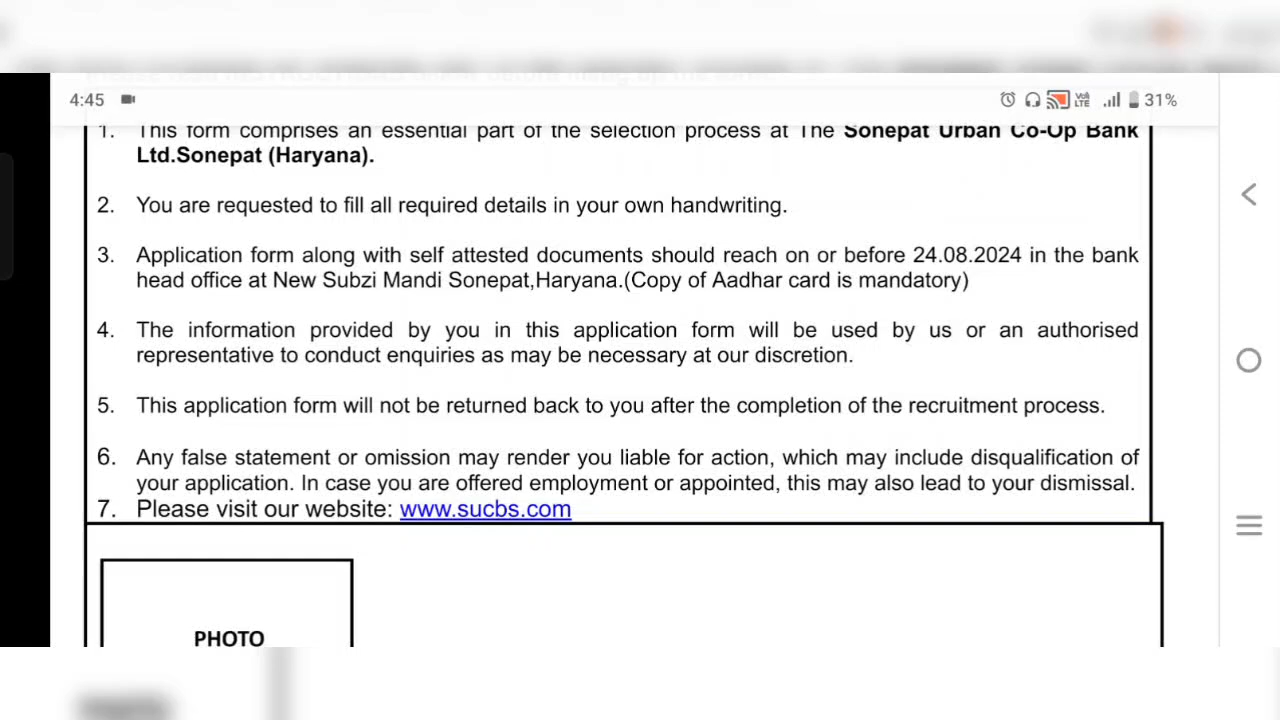 4:45
Vo) LTE 31%
1. This form comprises an essential part of the selection process at The Sonepat Urban Co-Op Bank
Ltd.Sonepat (Haryana).
2. You are requested to fill all required details in your own handwriting.
3. Application form along with self attested documents should reach on or before 24.08.2024 in the bank
head office at New Subzi Mandi Sonepat,Haryana.(Copy of Aadhar card is mandatory)
4. The information provided by you in this application form will be used by us or an authorised
representative to conduct enquiries as may be necessary at our discretion.
5. This application form will not be returned back to you after the completion of the recruitment process.
6. Any false statement or omission may render you liable for action, which may include disqualification of
your application. In case you are offered employment or appointed, this may also lead to your dismissal.
7. Please visit our website: www.sucbs.com
PHOTO